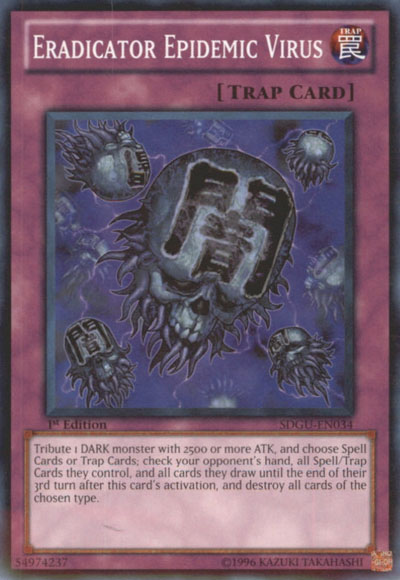 ERADICATOR EPIDEMIC VIRUS
TRAP
罠
[TRAP CARD]
闇
闇
1st Edition
SDGU-EN034
Tribute 1 DARK monster with 2500 or more ATK, and choose Spell
Cards or Trap Cards; check your opponent's hand, all Spell/Trap
Cards they control, and all cards they draw until the end of their
3rd turn after this card's activation, and destroy all cards of the
chosen type.
54974237
©1996 KAZUKI TAKAHASHI